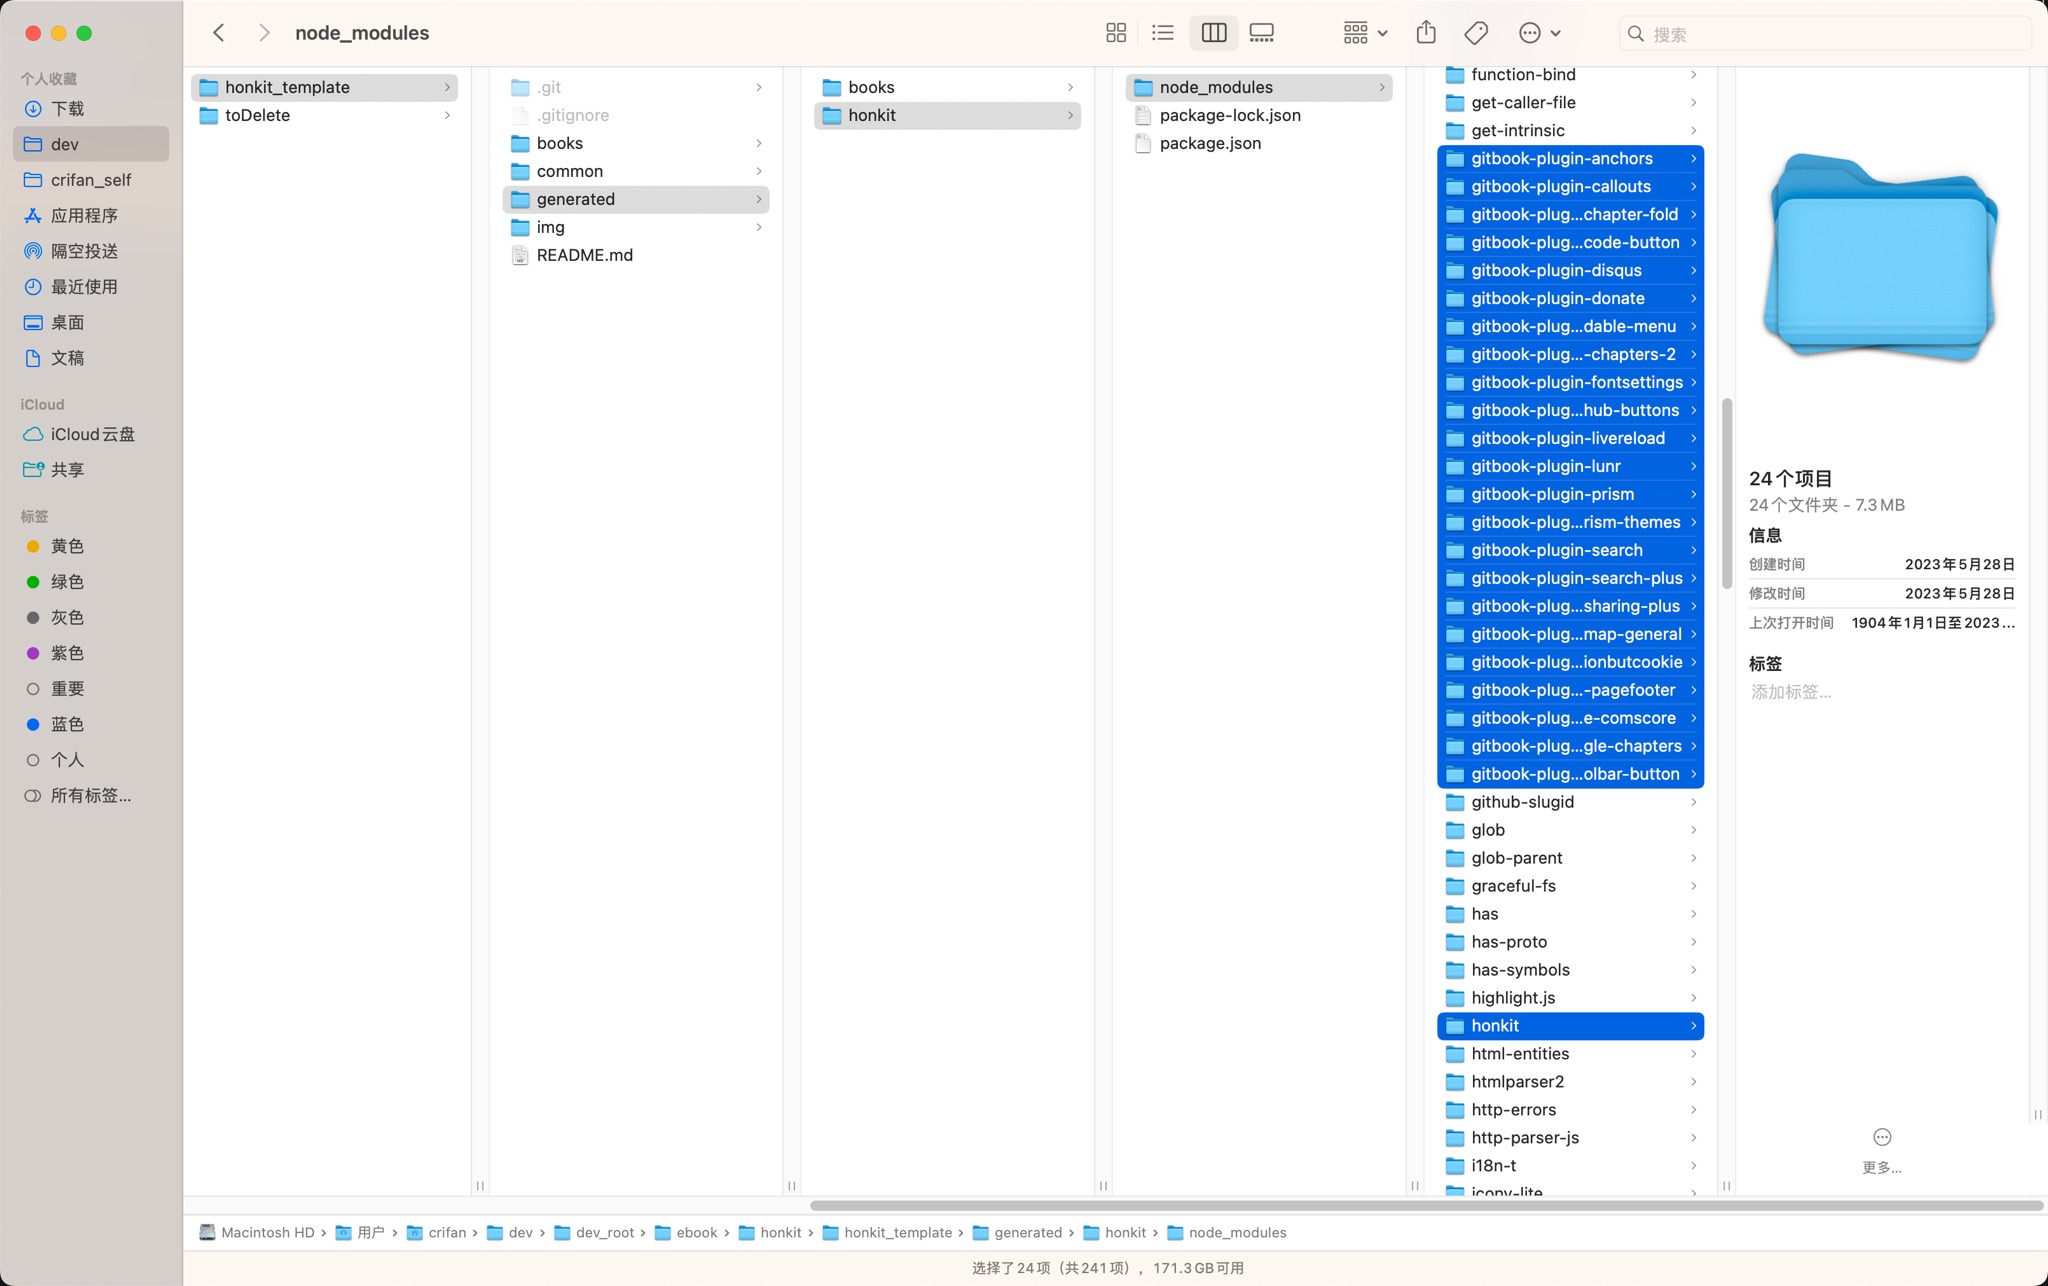 node_modules
搜索
个人收藏
下载
dev
crifan_self
应用程序
隔空投送
最近使用
桌面
文稿
iCloud
iCloud云盘
共享
标签
黄色
绿色
灰色
紫色
重要
蓝色
个人
所有标签...
honkit_template
toDelete
.git
.gitignore
books
common
generated
img
README.md
books
honkit
node_modules
package-lock.json
package.json
function-bind
get-caller-file
get-intrinsic
gitbook-plugin-anchors
gitbook-plugin-callouts
gitbook-plug...chapter-fold
gitbook-plug...code-button
gitbook-plugin-disqus
gitbook-plugin-donate
gitbook-plug...dable-menu
gitbook-plug...-chapters-2
gitbook-plugin-fontsettings
gitbook-plug...hub-buttons
gitbook-plugin-livereload
gitbook-plugin-lunr
gitbook-plugin-prism
gitbook-plug...rism-themes
gitbook-plugin-search
gitbook-plugin-search-plus
gitbook-plug...sharing-plus
gitbook-plug...map-general
gitbook-plug...ionbutcookie
gitbook-plug...-pagefooter
gitbook-plug...e-comscore
gitbook-plug...gle-chapters
gitbook-plug...olbar-button
github-slugid
glob
glob-parent
graceful-fs
has
has-proto
has-symbols
highlight.js
honkit
html-entities
htmlparser2
http-errors
http-parser-js
i18n-t
iconv-lite
24个项目
24个文件夹 - 7.3 MB
信息
创建时间 2023年5月28日
修改时间 2023年5月28日
上次打开时间 1904年1月1日至2023...
标签
添加标签...
更多...
Macintosh HD › 用户 › crifan › dev › dev_root › ebook › honkit › honkit_template › generated › honkit › node_modules
选择了24项（共241项），171.3 GB可用